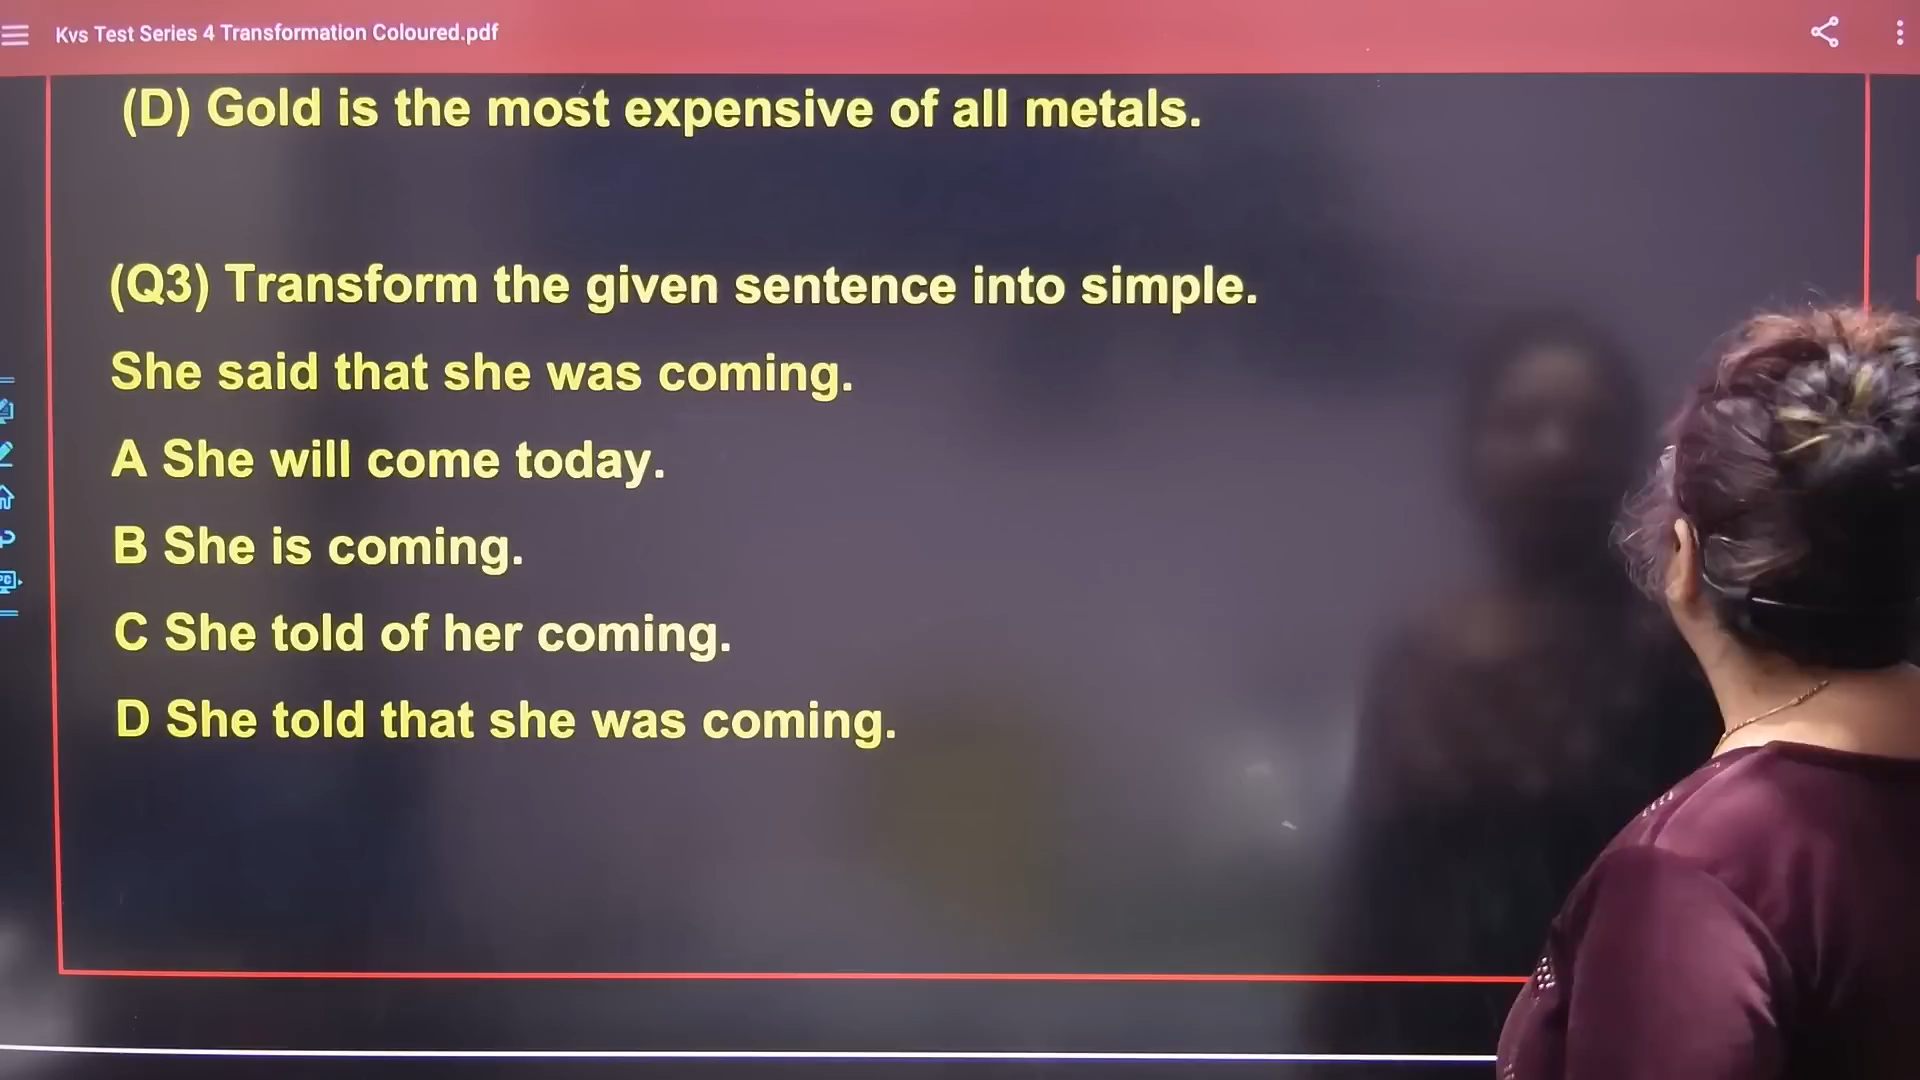 Kvs Test Series 4 Transformation Coloured.pdf
(D) Gold is the most expensive of all metals.
(Q3) Transform the given sentence into simple.
She said that she was coming.
A She will come today.
B She is coming.
C She told of her coming.
D She told that she was coming.